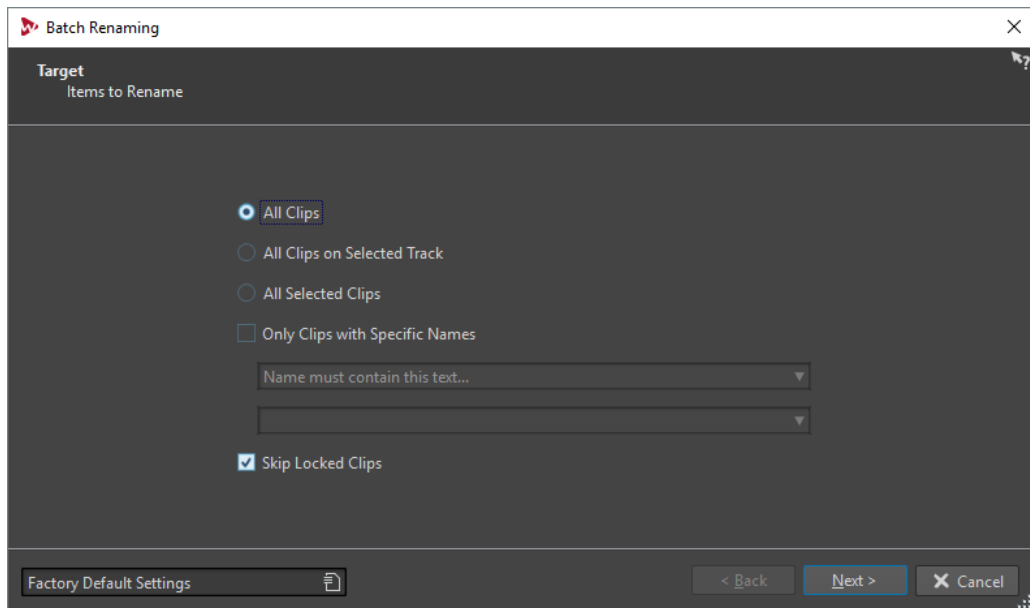 Batch Renaming
Target
Items to Rename
All Clips
All Clips on Selected Track
All Selected Clips
Only Clips with Specific Names
Name must contain this text...
Skip Locked Clips
Factory Default Settings
< Back
Next >
Cancel